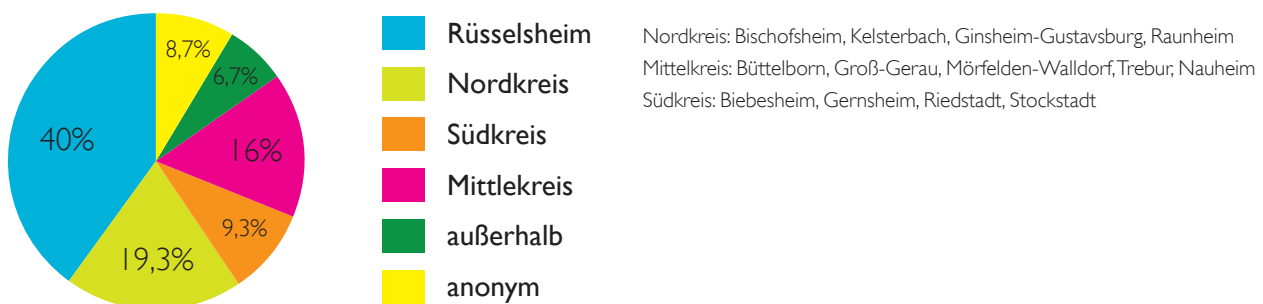 8,7%
6,7%
40%
16%
9,3%
19,3%
Rüsselsheim
Nordkreis
Südkreis
Mittlekreis
außerhalb
anonym
Nordkreis: Bischofsheim, Kelsterbach, Ginsheim-Gustavsburg, Raunheim
Mittelkreis: Büttelborn, Groß-Gerau, Mörfelden-Walldorf, Trebur, Nauheim
Südkreis: Biebesheim, Gernsheim, Riedstadt, Stockstadt